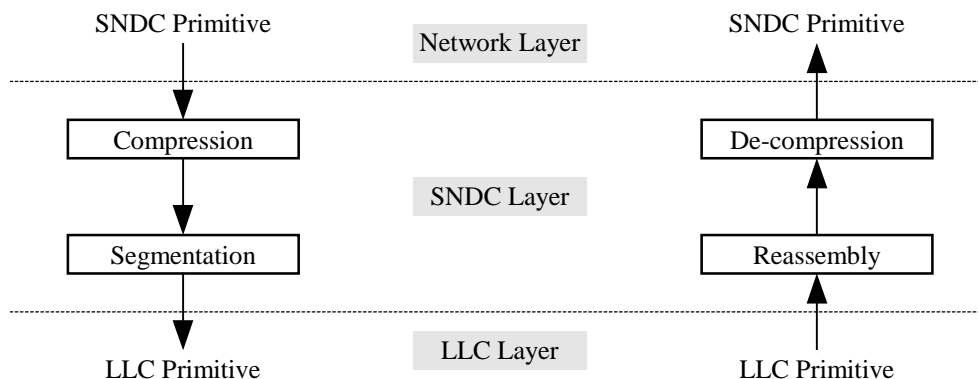 SNDC Primitive
Network Layer
SNDC Primitive
Compression
De-compression
SNDC Layer
Segmentation
Reassembly
LLC Layer
LLC Primitive
LLC Primitive